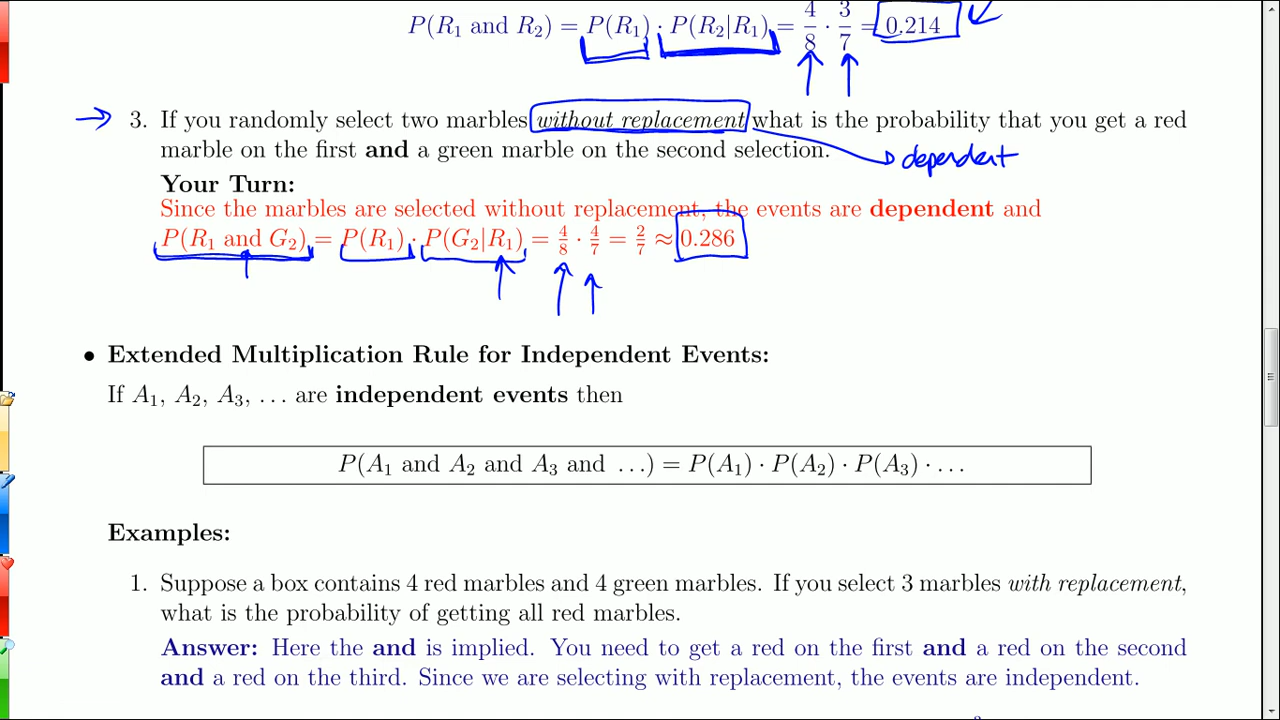 P(R₁ and R₂) = P(R₁) · P(R₂|R₁) = 4/8 · 3/7 = 0.214
3. If you randomly select two marbles without replacement what is the probability that you get a red
marble on the first and a green marble on the second selection.
dependent
Your Turn:
Since the marbles are selected without replacement, the events are dependent and
P(R₁ and G₂) = P(R₁) · P(G₂|R₁) = 4/8 · 4/7 = 2/7 ≈ 0.286
• Extended Multiplication Rule for Independent Events:
If A₁, A₂, A₃, ... are independent events then
P(A₁ and A₂ and A₃ and ...) = P(A₁) · P(A₂) · P(A₃) · ...
Examples:
1. Suppose a box contains 4 red marbles and 4 green marbles. If you select 3 marbles with replacement,
what is the probability of getting all red marbles.
Answer: Here the and is implied. You need to get a red on the first and a red on the second
and a red on the third. Since we are selecting with replacement, the events are independent.